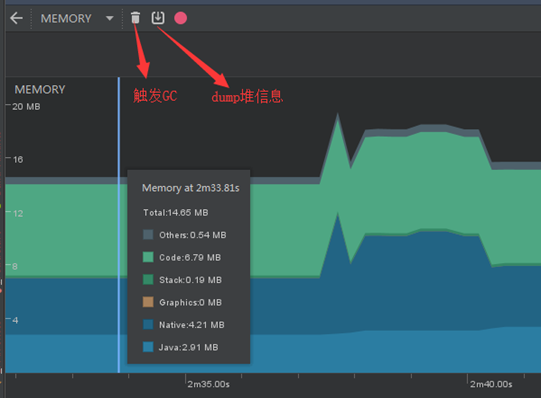 MEMORY
触发GC
dump堆信息
MEMORY
20 MB
16
12
8
4
Memory at 2m33.81s
Total:14.65 MB
Others:0.54 MB
Code:6.79 MB
Stack:0.19 MB
Graphics:0 MB
Native:4.21 MB
Java:2.91 MB
2m35.00s
2m40.00s